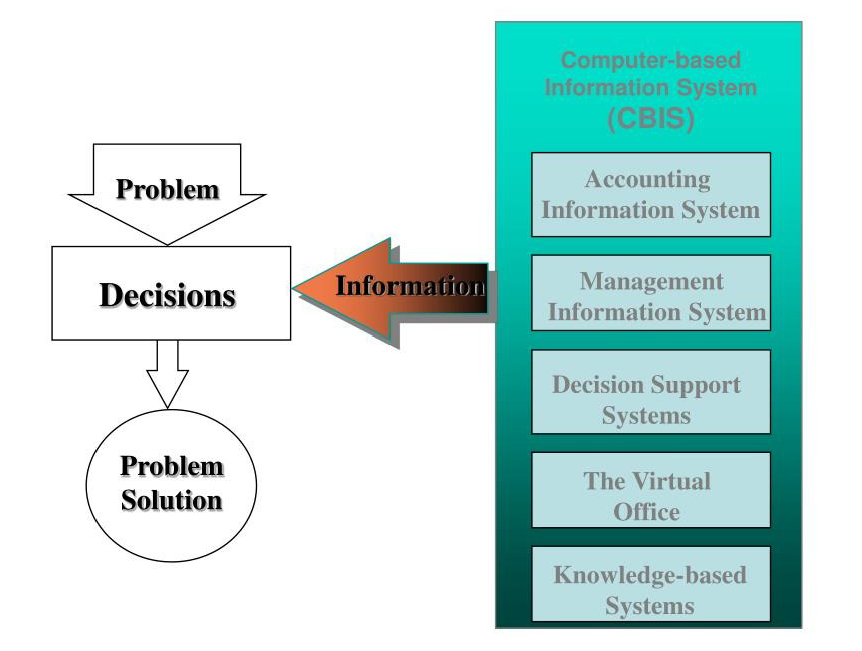 Computer-based
Information System
(CBIS)
Problem
Accounting
Information System
Decisions
Information
Management
Information System
Decision Support
Systems
Problem
Solution
The Virtual
Office
Knowledge-based
Systems